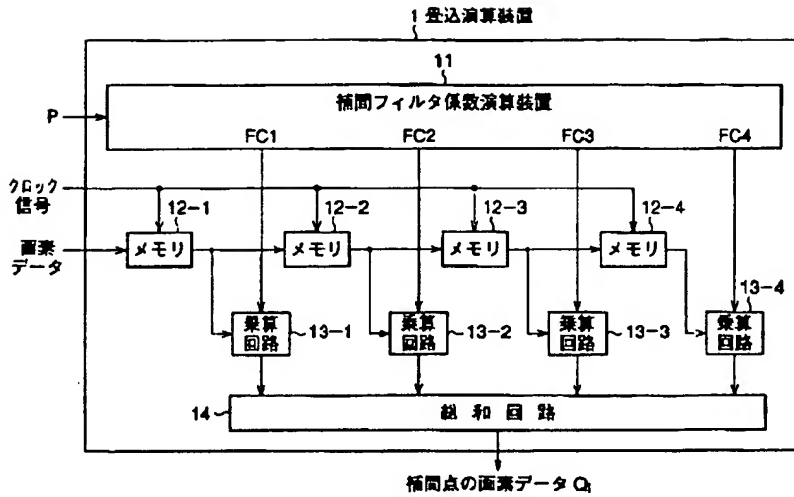 1 畳込演算装置
11
補間フィルタ係数演算装置
P
FC1 FC2 FC3 FC4
クロック
信号
12-1 12-2 12-3 12-4
画素
データ
メモリ メモリ メモリ メモリ
13-4
乗算
回路
13-1
乗算
回路
13-2
乗算
回路
13-3
乗算
回路
14
総和回路
補間点の画素データ Qi